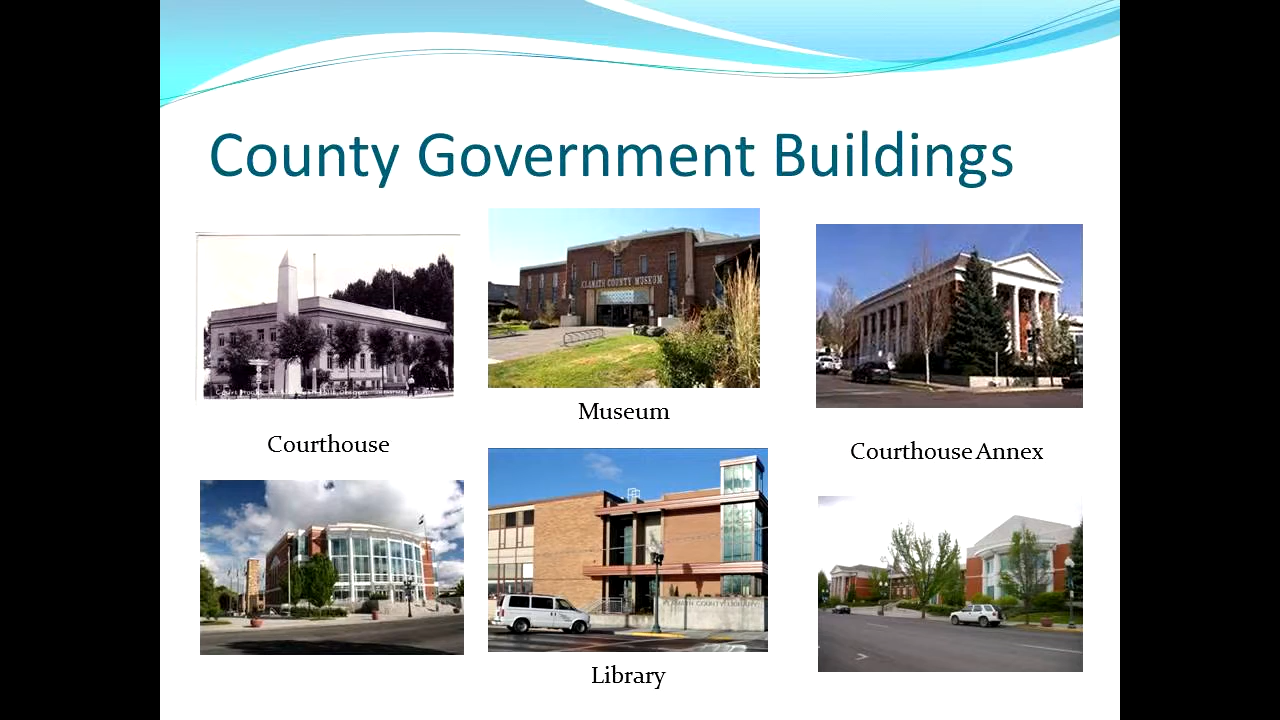 County Government Buildings
KLAMATH COUNTY MUSEUM
Museum
Courthouse
Courthouse Annex
KLAMATH COUNTY LIBRARY
Library